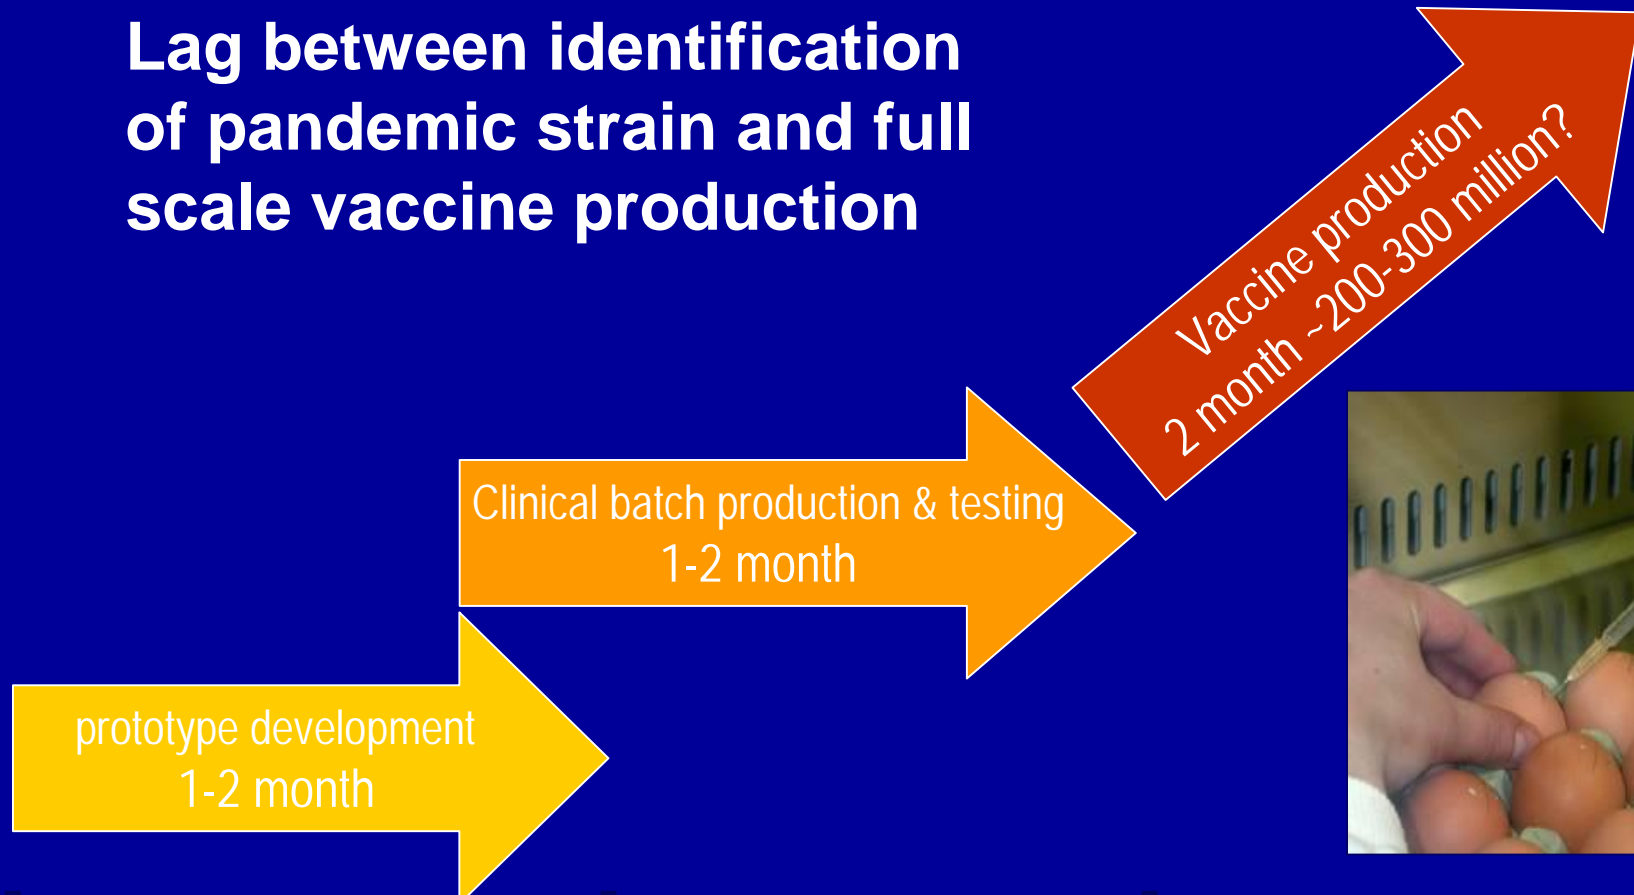 Lag between identification
of pandemic strain and full
scale vaccine production
Vaccine production
2 month ~200-300 million?
Clinical batch production & testing
1-2 month
prototype development
1-2 month